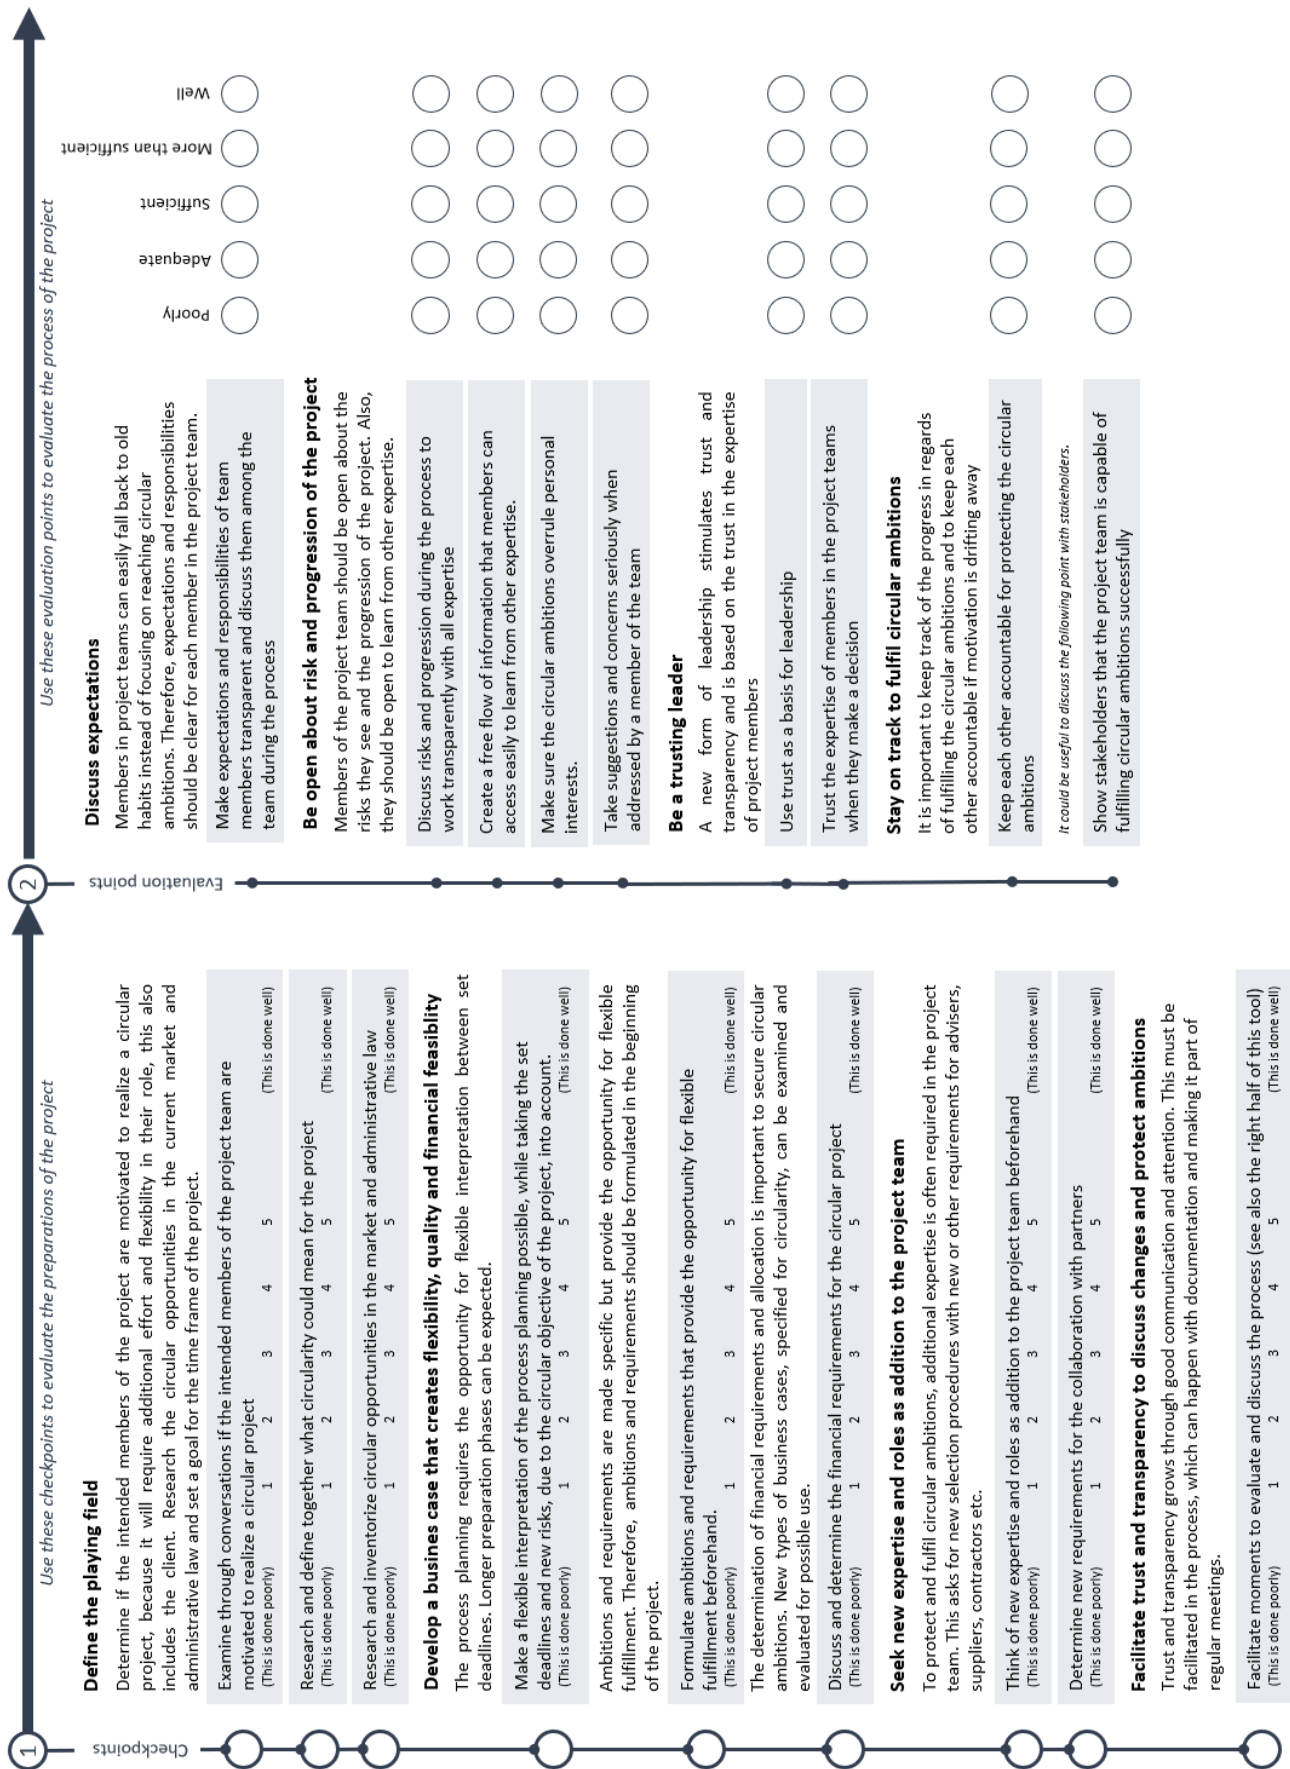 1
Use these checkpoints to evaluate the preparations of the project
Checkpoints
Define the playing field
Determine if the intended members of the project are motivated to realize a circular
project, because it will require additional effort and flexibility in their role, this also
includes the client. Research the circular opportunities in the current market and
administrative law and set a goal for the time frame of the project.
Examine through conversations if the intended members of the project team are
motivated to realize a circular project
(This is done poorly) 1 2 3 4 5 (This is done well)
Research and define together what circularity could mean for the project
(This is done poorly) 1 2 3 4 5 (This is done well)
Research and inventorize circular opportunities in the market and administrative law
(This is done poorly) 1 2 3 4 5 (This is done well)
Develop a busines case that creates flexibility, quality and financial feasiblity
The process planning requires the opportunity for flexible interpretation between set
deadlines. Longer preparation phases can be expected.
Make a flexible interpretation of the process planning possible, while taking the set
deadlines and new risks, due to the circular objective of the project, into account.
(This is done poorly) 1 2 3 4 5 (This is done well)
Ambitions and requirements are made specific but provide the opportunity for flexible
fulfillment. Therefore, ambitions and requirements should be formulated in the beginning
of the project.
Formulate ambitions and requirements that provide the opportunity for flexible
fulfillment beforehand.
(This is done poorly) 1 2 3 4 5 (This is done well)
The determination of financial requirements and allocation is important to secure circular
ambitions. New types of business cases, specified for circularity, can be examined and
evaluated for possible use.
Discuss and determine the financial requirements for the circular project
(This is done poorly) 1 2 3 4 5 (This is done well)
Seek new expertise and roles as addition to the project team
To protect and fulfil circular ambitions, additional expertise is often required in the project
team. This asks for new selection procedures with new or other requirements for advisers,
suppliers, contractors etc.
Think of new expertise and roles as addition to the project team beforehand
(This is done poorly) 1 2 3 4 5 (This is done well)
Determine new requirements for the collaboration with partners
(This is done poorly) 1 2 3 4 5 (This is done well)
Facilitate trust and transparency to discuss changes and protect ambitions
Trust and transparency grows through good communication and attention. This must be
facilitated in the process, which can happen with documentation and making it part of
regular meetings.
Facilitate moments to evaluate and discuss the process (see also the right half of this tool)
(This is done poorly) 1 2 3 4 5 (This is done well)
2
Use these evaluation points to evaluate the process of the project
Evaluation points
Poorly
Adequate
Sufficient
More than sufficient
Well
Discuss expectations
Members in project teams can easily fall back to old
habits instead of focusing on reaching circular
ambitions. Therefore, expectations and responsibilities
should be clear for each member in the project team.
Make expectations and responsibilities of team
members transparent and discuss them among the
team during the process
Be open about risk and progression of the project
Members of the project team should be open about the
risks they see and the progression of the project. Also,
they should be open to learn from other expertise.
Discuss risks and progression during the process to
work transparently with all expertise
Create a free flow of information that members can
access easily to learn from other expertise.
Make sure the circular ambitions overrule personal
interests.
Take suggestions and concerns seriously when
addressed by a member of the team
Be a trusting leader
A new form of leadership stimulates trust and
transparency and is based on the trust in the expertise
of project members
Use trust as a basis for leadership
Trust the expertise of members in the project teams
when they make a decision
Stay on track to fulfil circular ambitions
It is important to keep track of the progress in regards
of fulfilling the circular ambitions and to keep each
other accountable if motivation is drifting away
Keep each other accountable for protecting the circular
ambitions
It could be useful to discuss the following point with stakeholders.
Show stakeholders that the project team is capable of
fulfilling circular ambitions successfully